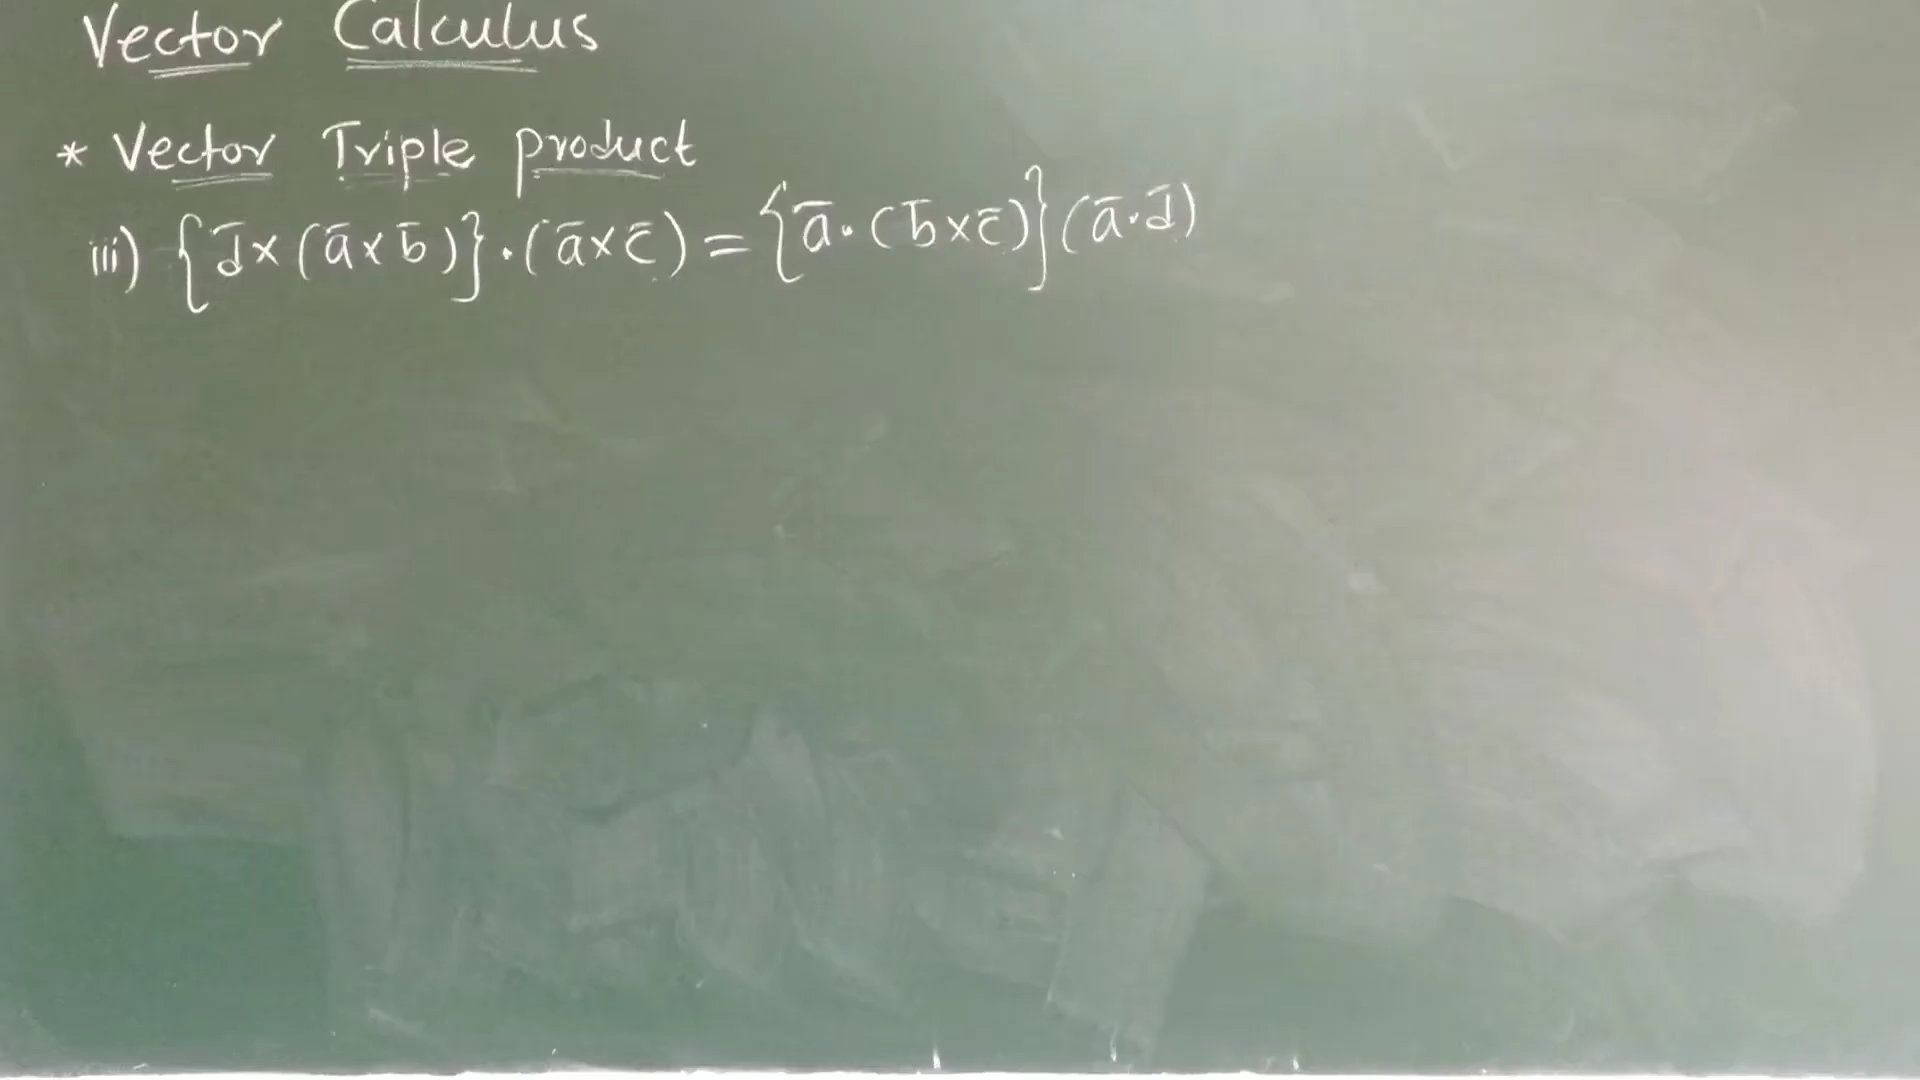 Vector Calculus
* Vector Triple product
iii) {d̄×(ā×b̄)}·(ā×c̄)={ā·(b̄×c̄)}(ā·d̄)